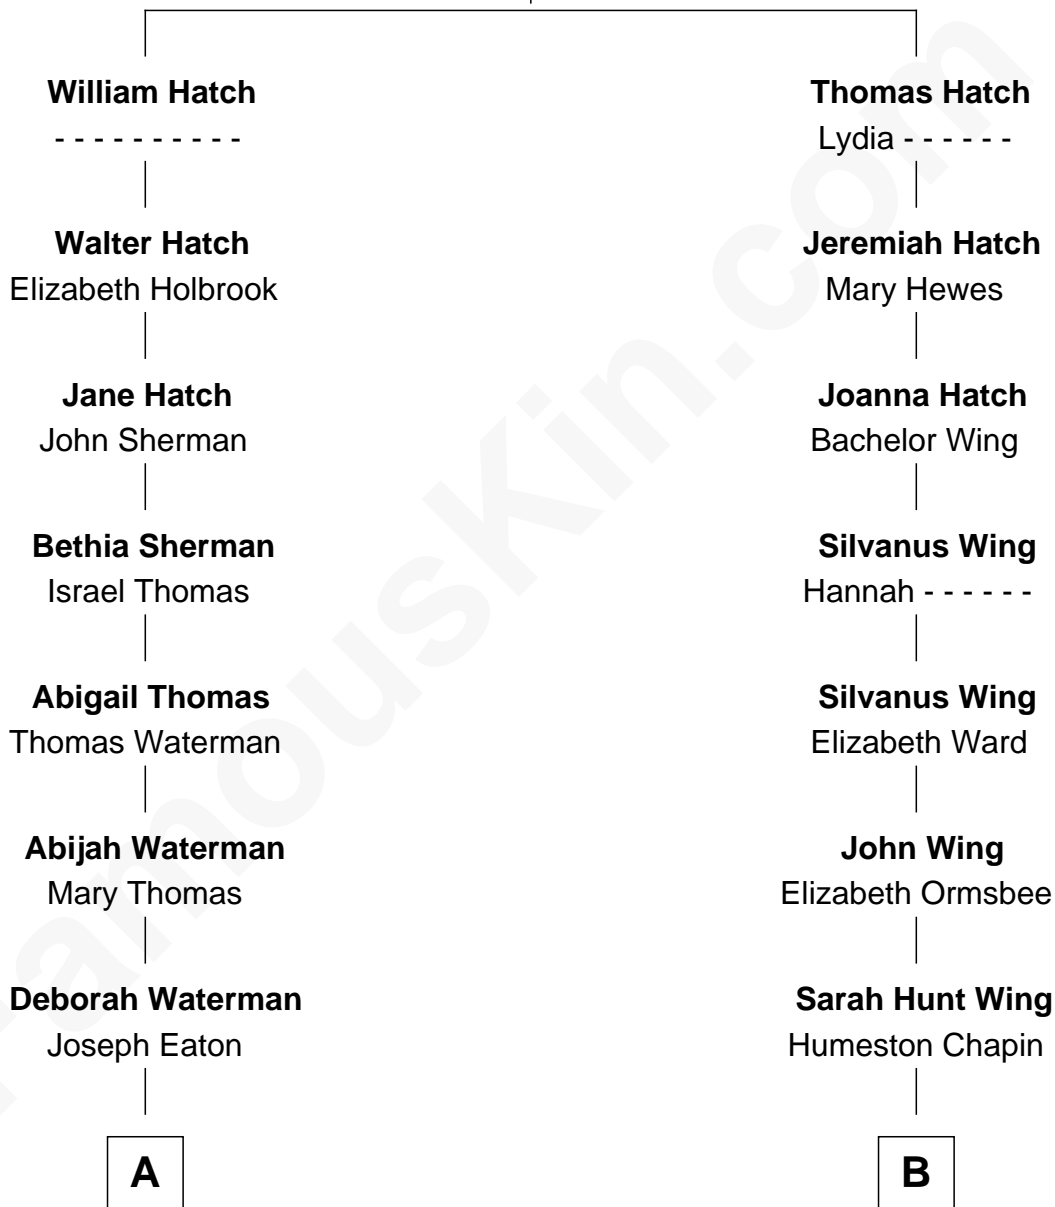 William Hatch
- - - - - - - - - -
Walter Hatch
Elizabeth Holbrook
Jane Hatch
John Sherman
Bethia Sherman
Israel Thomas
Abigail Thomas
Thomas Waterman
Abijah Waterman
Mary Thomas
Deborah Waterman
Joseph Eaton
A
Thomas Hatch
Lydia - - - - - -
Jeremiah Hatch
Mary Hewes
Joanna Hatch
Bachelor Wing
Silvanus Wing
Hannah - - - - - -
Silvanus Wing
Elizabeth Ward
John Wing
Elizabeth Ormsbee
Sarah Hunt Wing
Humeston Chapin
B
FamousKin.com